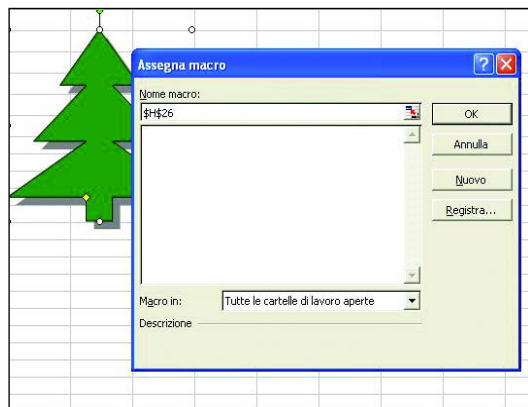 Assegna macro
Nome macro:
$H$26
OK
Annulla
Nuovo
Registra...
Macro in:
Tutte le cartelle di lavoro aperte
Descrizione